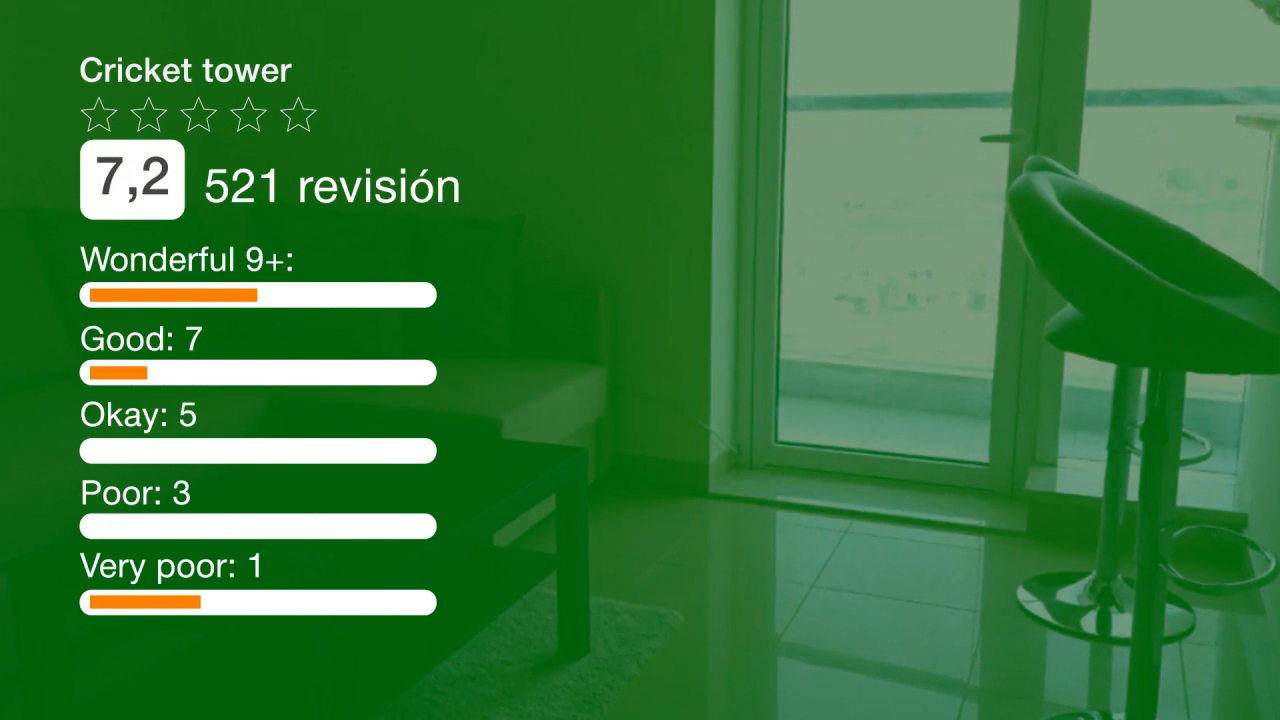 Cricket tower
7,2 521 revisión
Wonderful 9+:
Good: 7
Okay: 5
Poor: 3
Very poor: 1